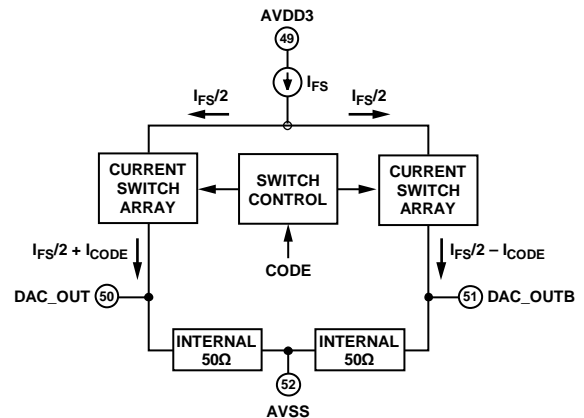 AVDD3
49
I_FS
I_FS/2
I_FS/2
CURRENT
SWITCH
ARRAY
SWITCH
CONTROL
CURRENT
SWITCH
ARRAY
I_FS/2 + I_CODE
CODE
I_FS/2 – I_CODE
DAC_OUT 50
51 DAC_OUTB
INTERNAL
50Ω
INTERNAL
50Ω
52
AVSS